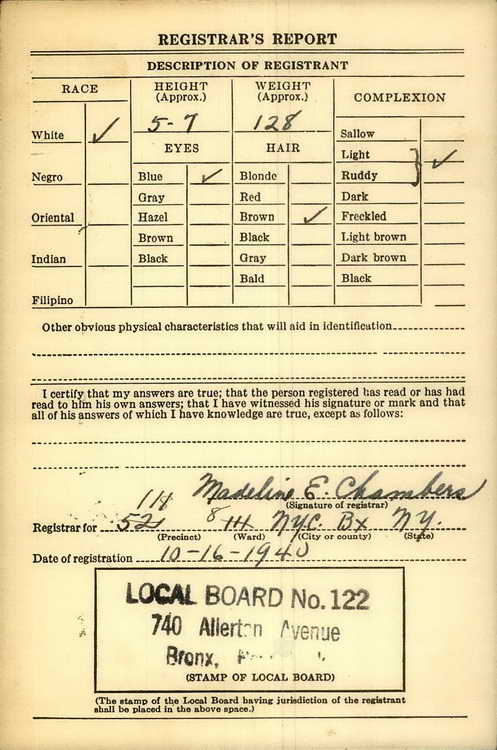 REGISTRAR'S REPORT
DESCRIPTION OF REGISTRANT
RACE
HEIGHT (Approx.)
WEIGHT (Approx.)
COMPLEXION
5-7
128
White ✓
EYES
HAIR
Sallow
Light
Negro
Blue ✓
Blonde
Ruddy ✓
Gray
Red
Dark
Oriental
Hazel
Brown ✓
Freckled
Brown
Black
Light brown
Indian
Black
Gray
Dark brown
Bald
Black
Filipino
Other obvious physical characteristics that will aid in identification
I certify that my answers are true; that the person registered has read or has had
read to him his own answers; that I have witnessed his signature or mark and that
all of his answers of which I have knowledge are true, except as follows:
Madeline E. Chambers
(Signature of registrar)
Registrar for 52 8 TH NYC Bx NY.
(Precinct) (Ward) (City or county) (State)
Date of registration 10-16-1940
LOCAL BOARD No. 122
740 Allerton Avenue
Bronx,
(STAMP OF LOCAL BOARD)
(The stamp of the Local Board having jurisdiction of the registrant
shall be placed in the above space.)